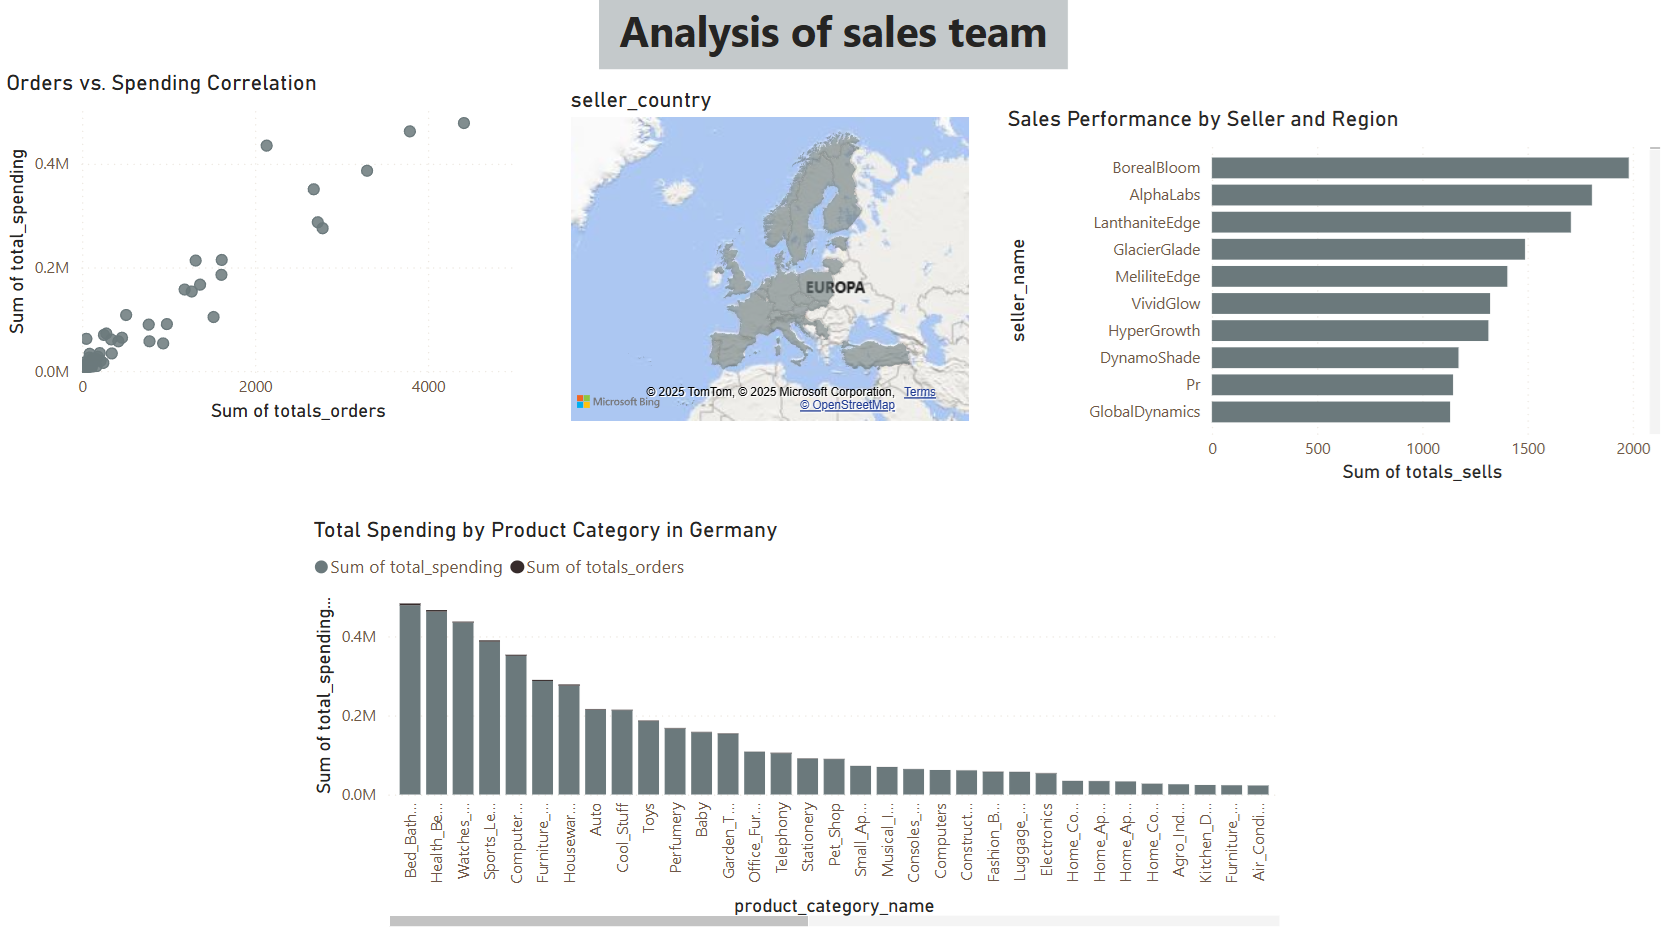 Analysis of sales team
Orders vs. Spending Correlation
Sum of total_spending
0.4M
0.2M
0.0M
0
2000
4000
Sum of totals_orders
seller_country
EUROPA
© 2025 TomTom, © 2025 Microsoft Corporation, Terms
© OpenStreetMap
Microsoft Bing
Sales Performance by Seller and Region
seller_name
BorealBloom
AlphaLabs
LanthaniteEdge
GlacierGlade
MeliliteEdge
VividGlow
HyperGrowth
DynamoShade
Pr
GlobalDynamics
0
500
1000
1500
2000
Sum of totals_sells
Total Spending by Product Category in Germany
Sum of total_spending
Sum of totals_orders
Sum of total_spending...
0.4M
0.2M
0.0M
Bed_Bath...
Health_Be...
Watches_...
Sports_Le...
Computer...
Furniture_...
Housewar...
Auto
Cool_Stuff
Toys
Perfumery
Baby
Garden_T...
Office_Fur...
Telephony
Stationery
Pet_Shop
Small_Ap...
Musical_I...
Consoles_...
Computers
Construct...
Fashion_B...
Luggage_...
Electronics
Home_Co...
Home_Ap...
Home_Ap...
Home_Co...
Agro_Ind...
Kitchen_D...
Furniture_...
Air_Condi...
product_category_name